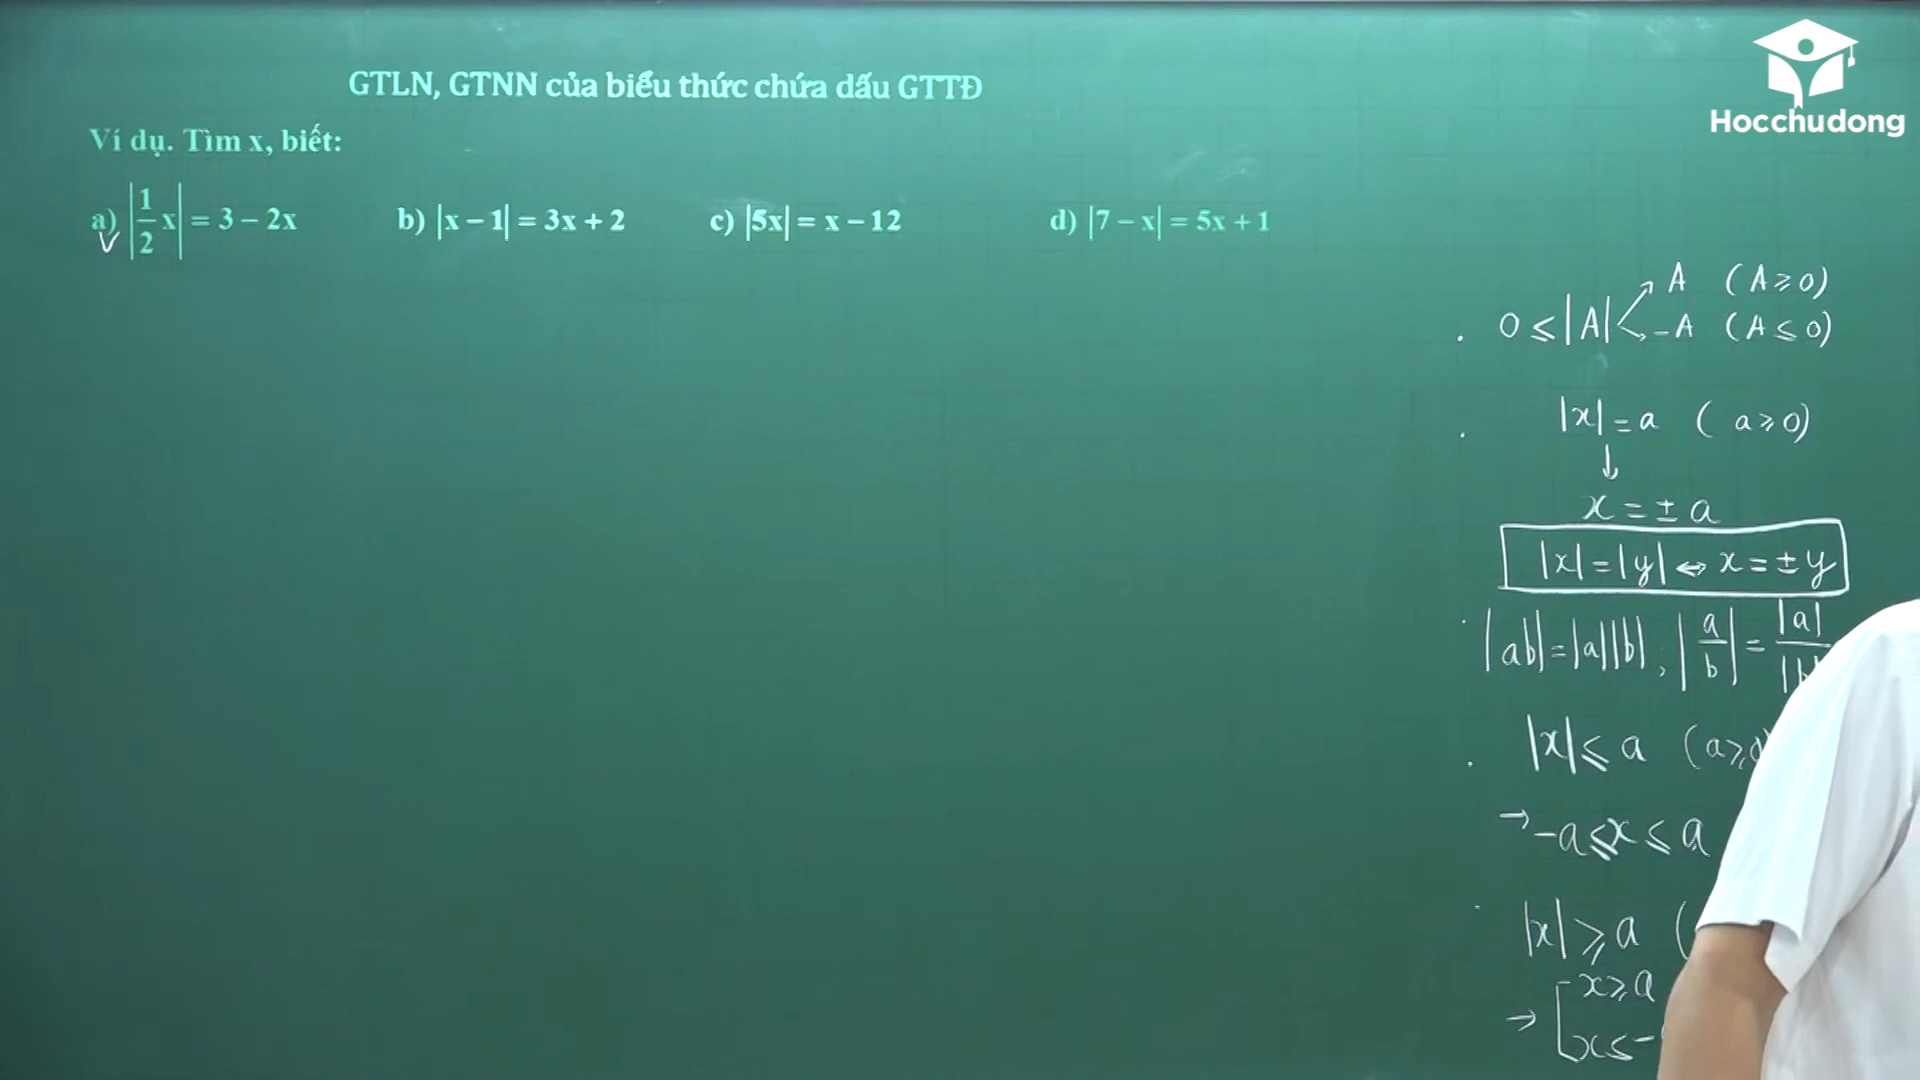 Hocchudong
GTLN, GTNN của biểu thức chứa dấu GTTĐ
Ví dụ. Tìm x, biết:
a) |1/2 x| = 3 − 2x b) |x − 1| = 3x + 2 c) |5x| = x − 12 d) |7 − x| = 5x + 1
A (A ≥ 0)
0 ≤ |A|
−A (A ≤ 0)
|x| = a (a ≥ 0)
↓
x = ± a
|x| = |y| ↔ x = ± y
|ab| = |a||b| ; |a/b| = |a|/|b|
|x| ≤ a (a ≥ 0
→ −a ≤ x ≤ a
|x| ≥ a (
→ [ x ≥ a
x ≤ −